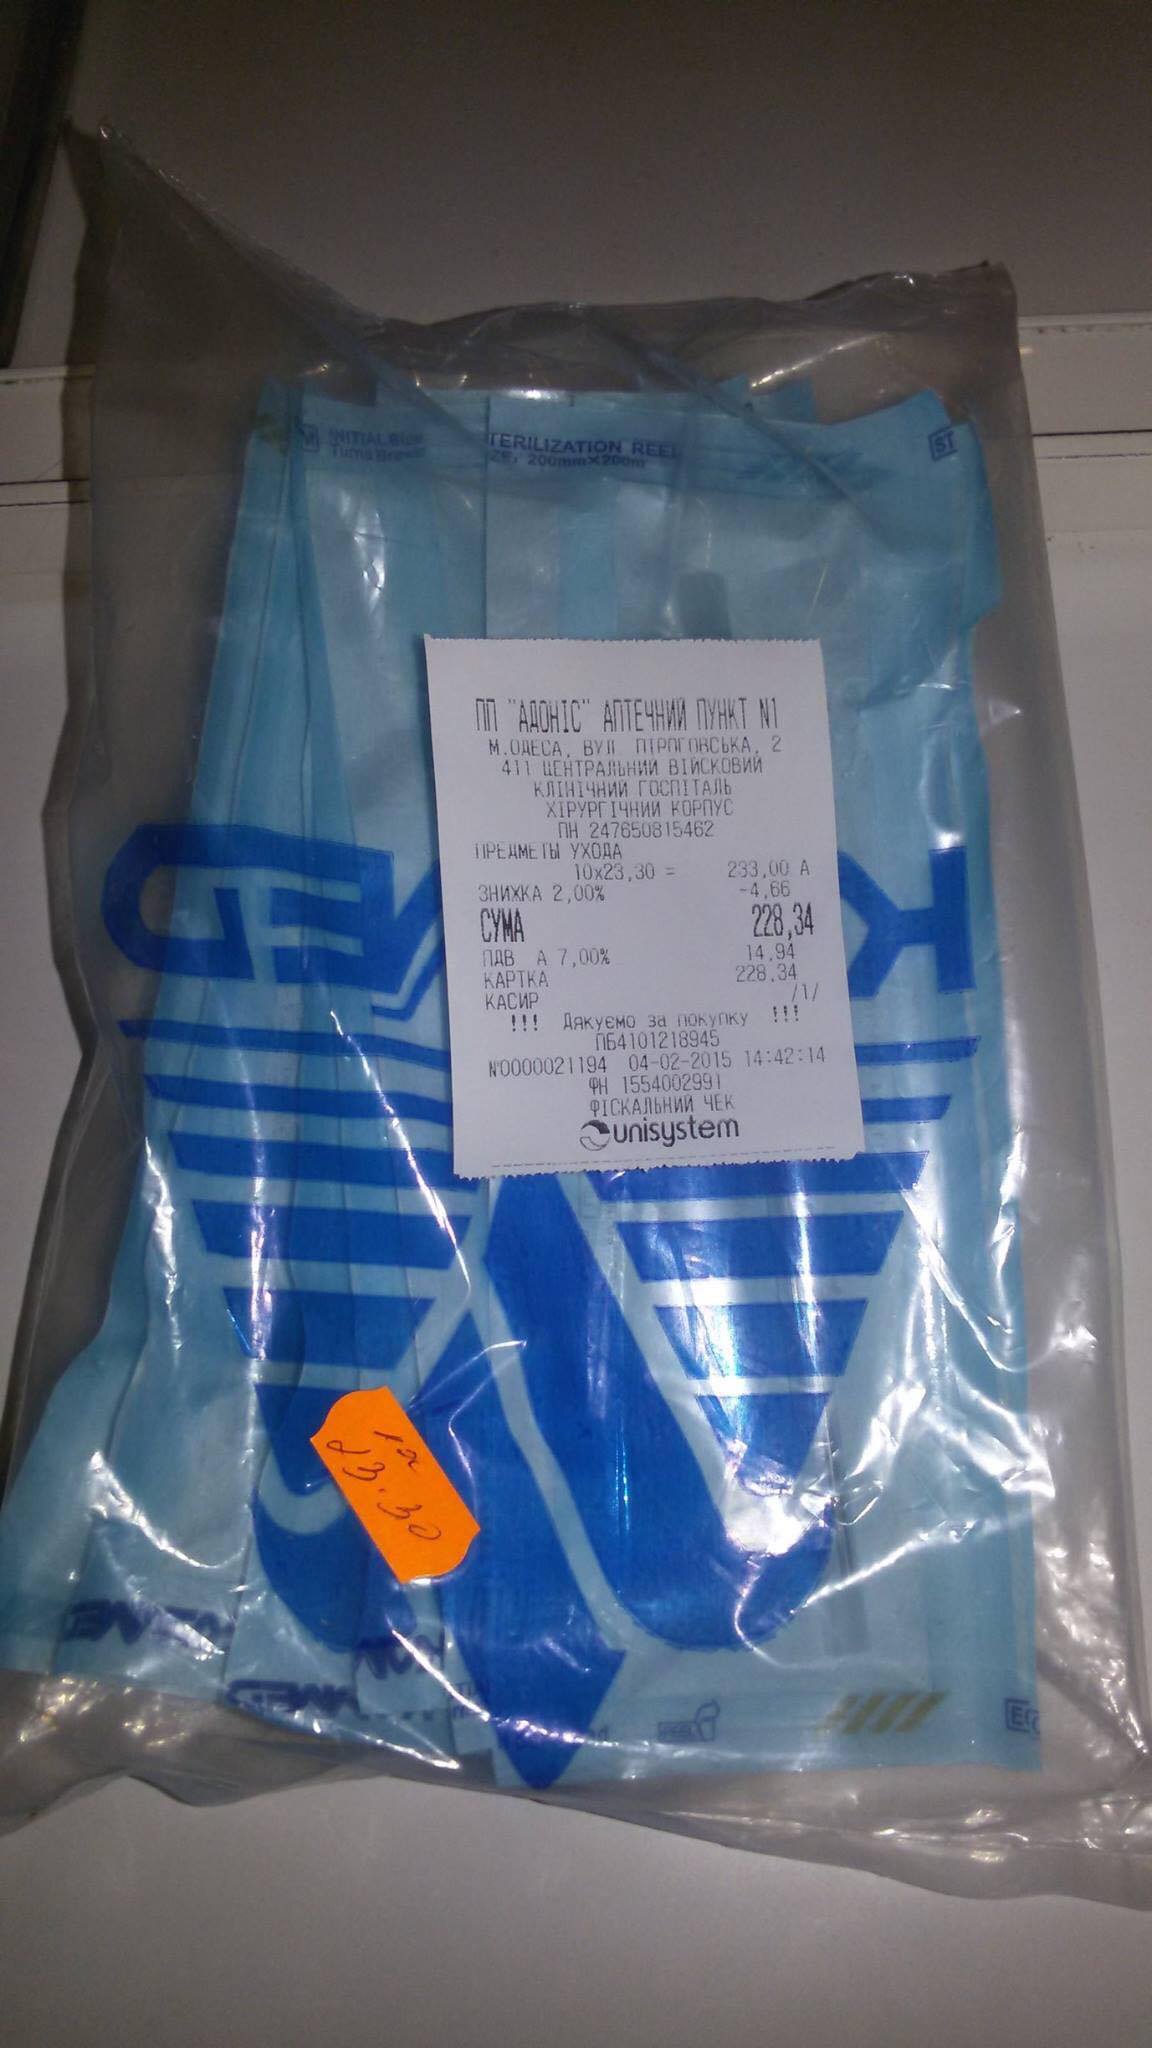 INITIAL
STERILIZATION REEL
200mm×200m
ST
ПП "АДОНІС" АПТЕЧНИЙ ПУНКТ N1
М.ОДЕСА, ВУЛ. ПІРОГОВСЬКА, 2
411 ЦЕНТРАЛЬНИЙ ВІЙСКОВИЙ
КЛІНІЧНИЙ ГОСПІТАЛЬ
ХІРУРГІЧНИЙ КОРПУС
ПН 247650815462
ПРЕДМЕТЫ УХОДА
10x23,30 = 233,00 А
ЗНИЖКА 2,00% -4,66
СУМА 228,34
ПДВ А 7,00% 14,94
КАРТКА 228,34
КАСИР /1/
!!! Дякуємо за покупку !!!
ПБ4101218945
№0000021194 04-02-2015 14:42:14
ФН 1554002991
ФІСКАЛЬНИЙ ЧЕК
unisystem
23.30